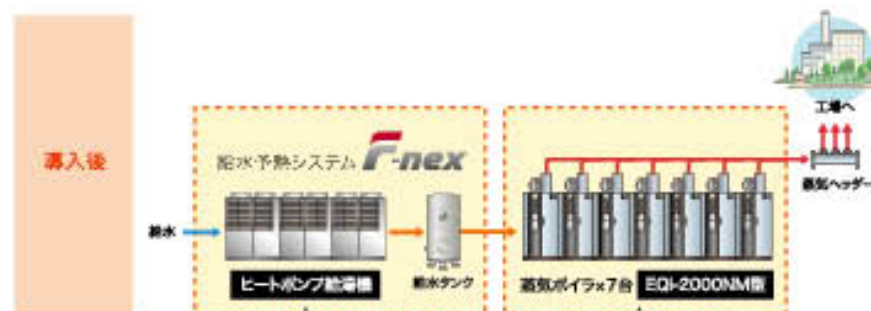 導入後
給水予熱システム F-nex
給水
ヒートポンプ給湯機
給水タンク
蒸気ボイラ×7台 EQi-2000NM型
工場へ
蒸気ヘッダー